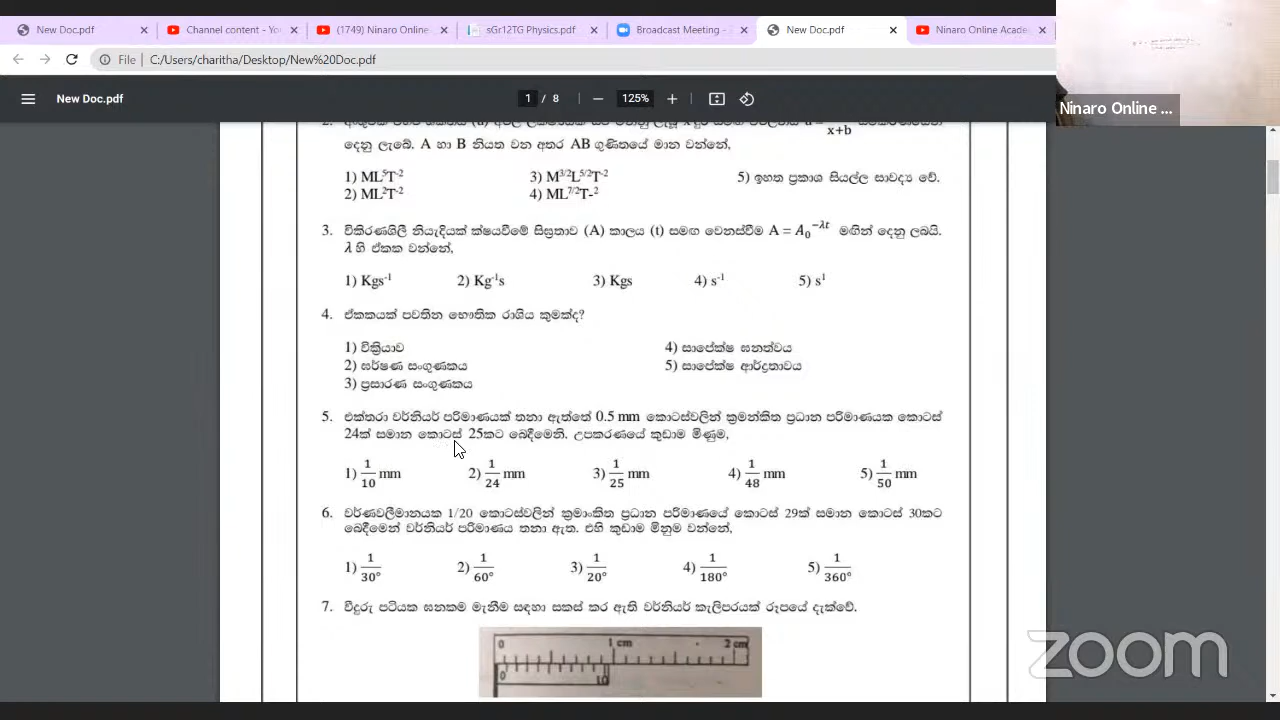 New Doc.pdf
Channel content - Yo
(1749) Ninaro Online
sGr12TG Physics.pdf
Broadcast Meeting -
New Doc.pdf
Ninaro Online Acade
File | C:/Users/charitha/Desktop/New%20Doc.pdf
New Doc.pdf
1 / 8
125%
Ninaro Online ...
x+b
දෙනු ලැබේ. A හා B නියත වන අතර AB ගුණිතයේ මාන වන්නේ,
1) ML⁵T⁻² 3) M³ᐟ²L⁵ᐟ²T⁻² 5) ඉහත ප්‍රකාශ සියල්ල සාවද්‍ය වේ.
2) ML²T⁻² 4) ML⁷ᐟ²T-²
3. විකිරණශිලී නියැදියක් ක්ෂයවීමේ සීඝ්‍රතාව (A) කාලය (t) සමඟ වෙනස්වීම A = A₀^−λt මඟින් දෙනු ලබයි.
λ හි ඒකක වන්නේ,
1) Kgs⁻¹ 2) Kg⁻¹s 3) Kgs 4) s⁻¹ 5) s¹
4. ඒකකයක් පවතින භෞතික රාශිය කුමක්ද?
1) වික්‍රියාව 4) සාපේක්ෂ ඝනත්වය
2) ඝර්ෂණ සංගුණකය 5) සාපේක්ෂ ආර්ද්‍රතාවය
3) ප්‍රසාරණ සංගුණකය
5. එක්තරා වර්නියර් පරිමාණයක් තනා ඇත්තේ 0.5 mm කොටස්වලින් ක්‍රමන්කිත ප්‍රධාන පරිමාණයක කොටස්
24ක් සමාන කොටස් 25කට බෙදීමෙනි. උපකරණයේ කුඩාම මිණුම,
1) 1/10 mm 2) 1/24 mm 3) 1/25 mm 4) 1/48 mm 5) 1/50 mm
6. වර්ණවලීමානයක 1/20 කොටස්වලින් ක්‍රමාංකිත ප්‍රධාන පරිමාණයේ කොටස් 29ක් සමාන කොටස් 30කට
බෙදීමෙන් වර්නියර් පරිමාණය තනා ඇත. එහි කුඩාම මිනුම වන්නේ,
1) 1/30° 2) 1/60° 3) 1/20° 4) 1/180° 5) 1/360°
7. වීදුරු පටියක ඝනකම මැනීම සඳහා සකස් කර ඇති වර්නියර් කැලිපරයක් රූපයේ දැක්වේ.
0 1 cm 2 cm
0 10
zoom